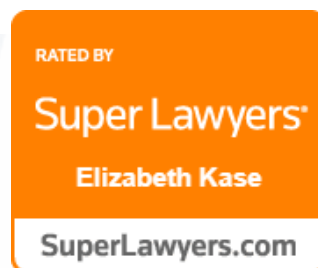 RATED BY
Super Lawyers®
Elizabeth Kase
SuperLawyers.com